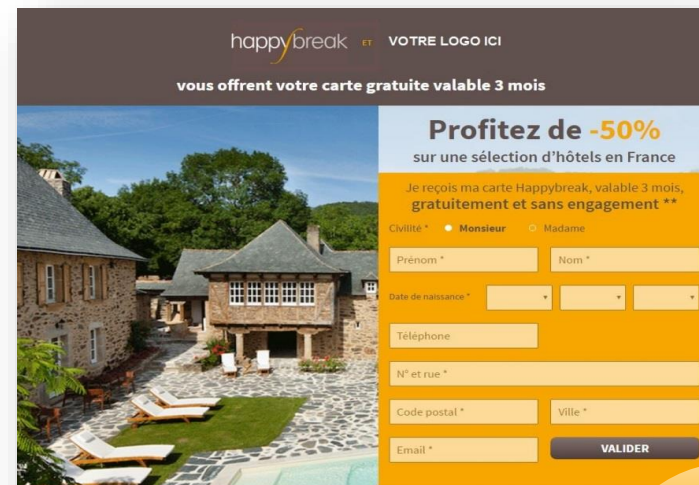 happybreak ET VOTRE LOGO ICI
vous offrent votre carte gratuite valable 3 mois
Profitez de -50%
sur une sélection d'hôtels en France
Je reçois ma carte Happybreak, valable 3 mois,
gratuitement et sans engagement **
Civilité * Monsieur Madame
Prénom * Nom *
Date de naissance *
Téléphone
N° et rue *
Code postal * Ville *
Email * VALIDER